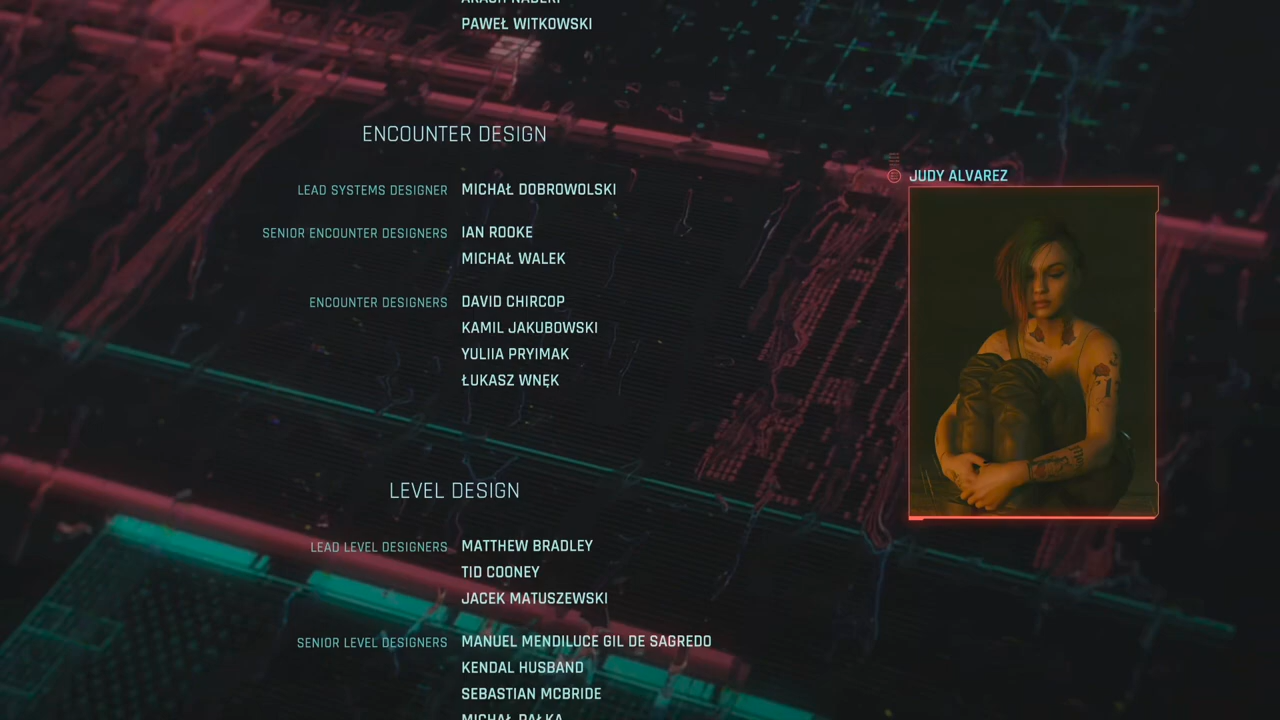 PAWEŁ WITKOWSKI
ENCOUNTER DESIGN
LEAD SYSTEMS DESIGNER MICHAŁ DOBROWOLSKI
SENIOR ENCOUNTER DESIGNERS IAN ROOKE
MICHAŁ WALEK
ENCOUNTER DESIGNERS DAVID CHIRCOP
KAMIL JAKUBOWSKI
YULIIA PRYIMAK
ŁUKASZ WNĘK
LEVEL DESIGN
LEAD LEVEL DESIGNERS MATTHEW BRADLEY
TID COONEY
JACEK MATUSZEWSKI
SENIOR LEVEL DESIGNERS MANUEL MENDILUCE GIL DE SAGREDO
KENDAL HUSBAND
SEBASTIAN MCBRIDE
JUDY ALVAREZ